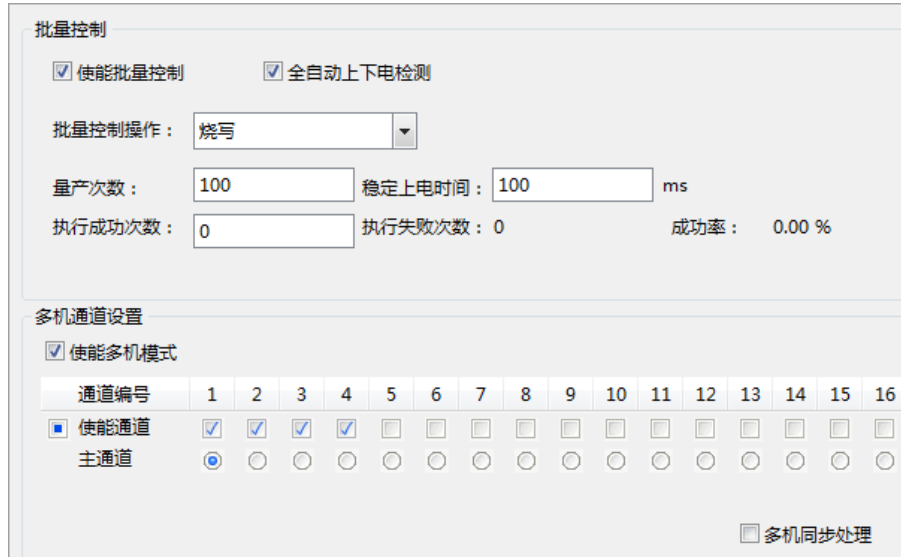 批量控制
使能批量控制 全自动上下电检测
批量控制操作： 烧写
量产次数： 100 稳定上电时间： 100 ms
执行成功次数： 0 执行失败次数： 0 成功率： 0.00 %
多机通道设置
使能多机模式
通道编号 1 2 3 4 5 6 7 8 9 10 11 12 13 14 15 16
使能通道
主通道
多机同步处理